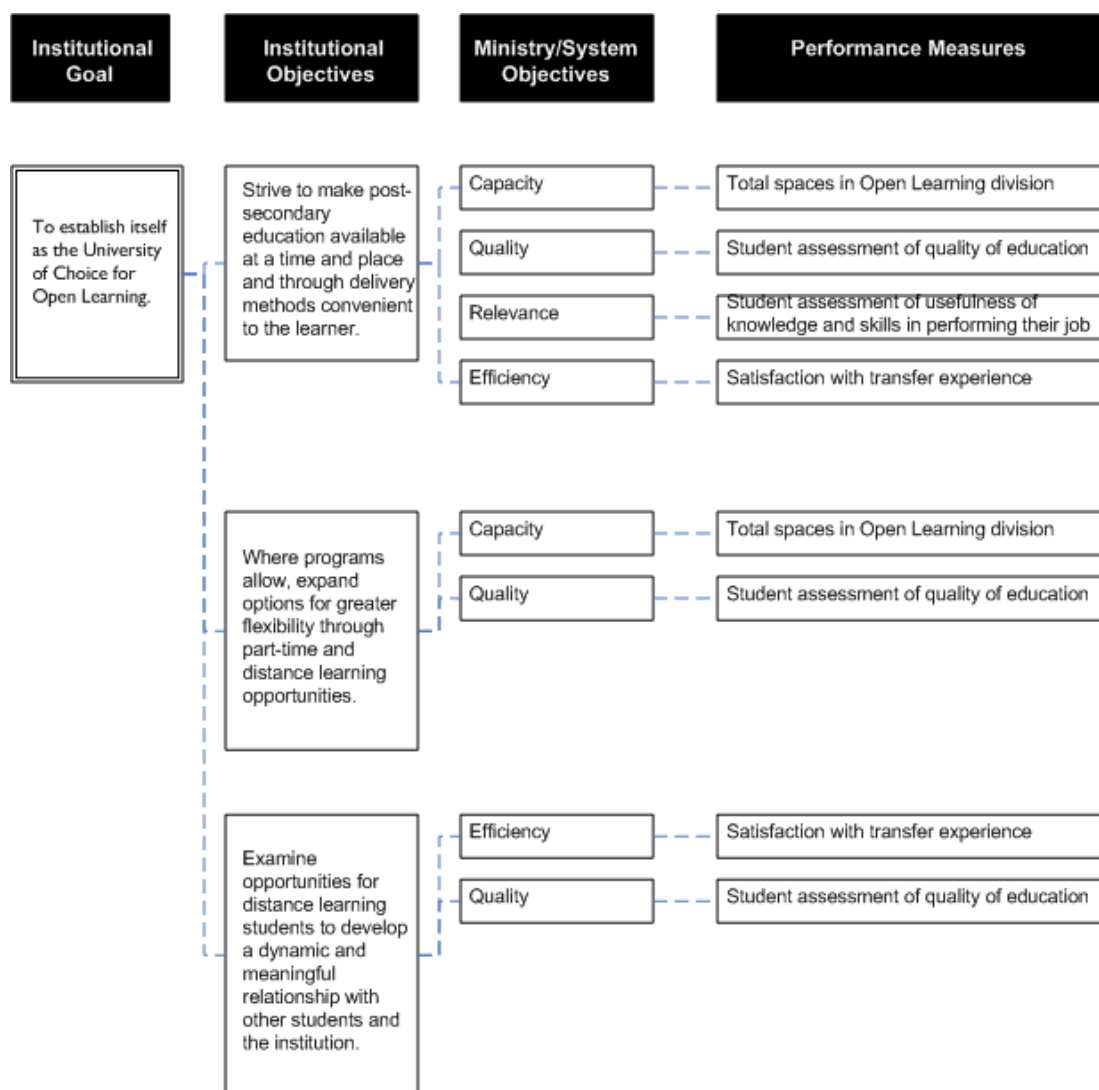 Institutional
Goal
Institutional
Objectives
Ministry/System
Objectives
Performance Measures
To establish itself
as the University
of Choice for
Open Learning.
Strive to make post-
secondary
education available
at a time and place
and through delivery
methods convenient
to the learner.
Capacity
Total spaces in Open Learning division
Quality
Student assessment of quality of education
Relevance
Student assessment of usefulness of
knowledge and skills in performing their job
Efficiency
Satisfaction with transfer experience
Where programs
allow, expand
options for greater
flexibility through
part-time and
distance learning
opportunities.
Capacity
Total spaces in Open Learning division
Quality
Student assessment of quality of education
Examine
opportunities for
distance learning
students to develop
a dynamic and
meaningful
relationship with
other students and
the institution.
Efficiency
Satisfaction with transfer experience
Quality
Student assessment of quality of education